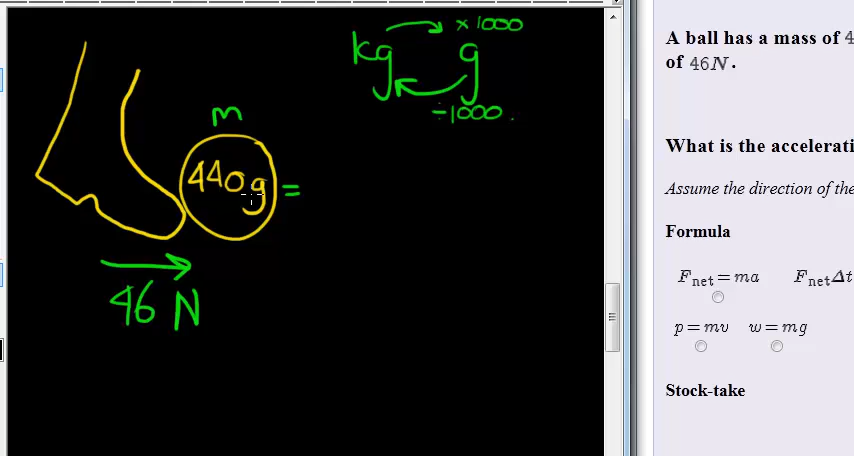 × 1000
kg g
÷ 1000.
m
440g =
46 N
A ball has a mass of 4
of 46N.
What is the accelerati
Assume the direction of the
Formula
F_net = ma F_net Δt
p = mv w = mg
Stock-take